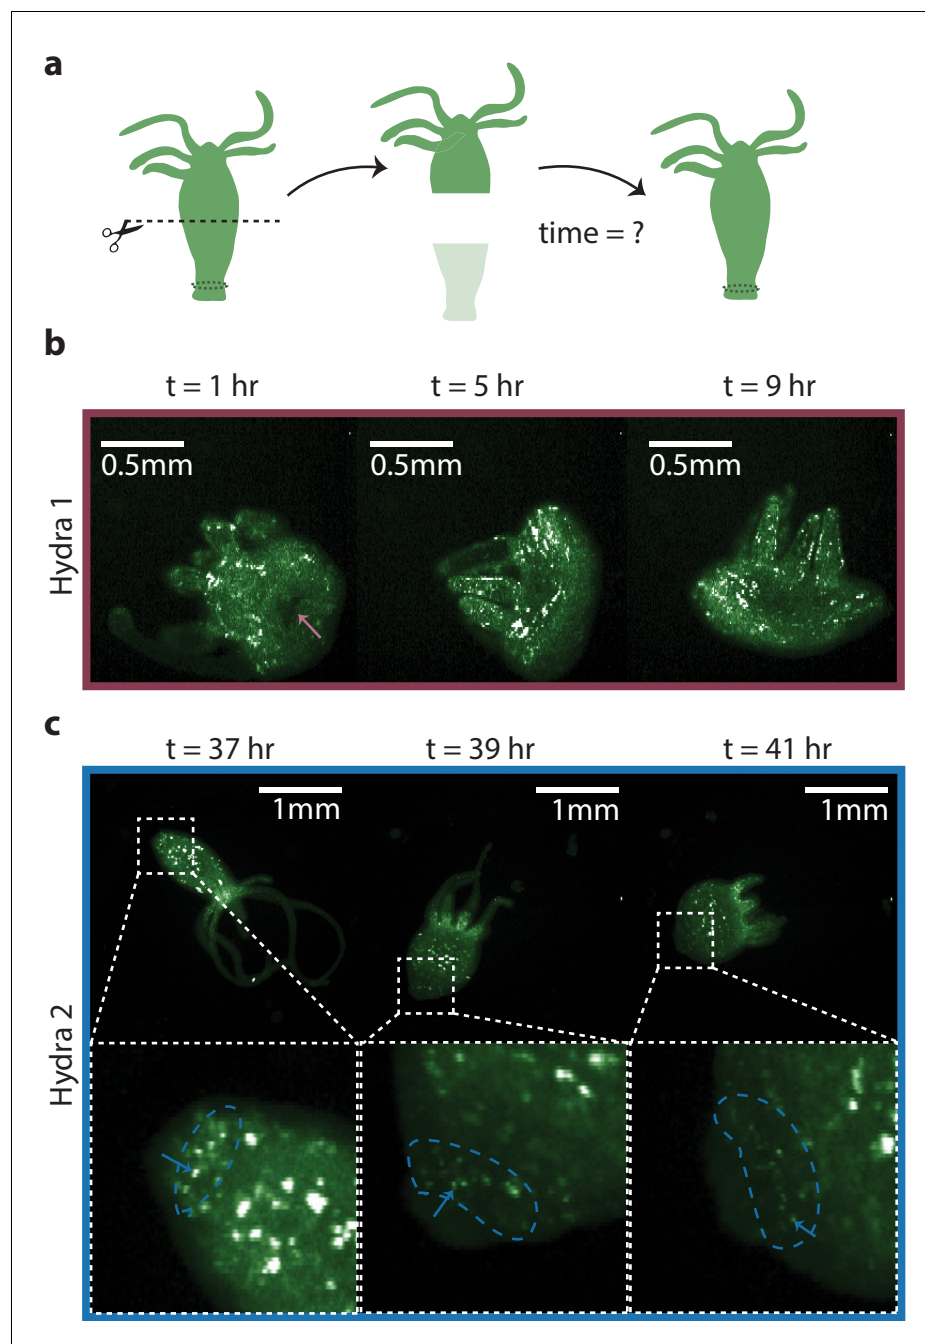 a
time = ?
b
t = 1 hr
t = 5 hr
t = 9 hr
Hydra 1
0.5mm
0.5mm
0.5mm
c
t = 37 hr
t = 39 hr
t = 41 hr
Hydra 2
1mm
1mm
1mm